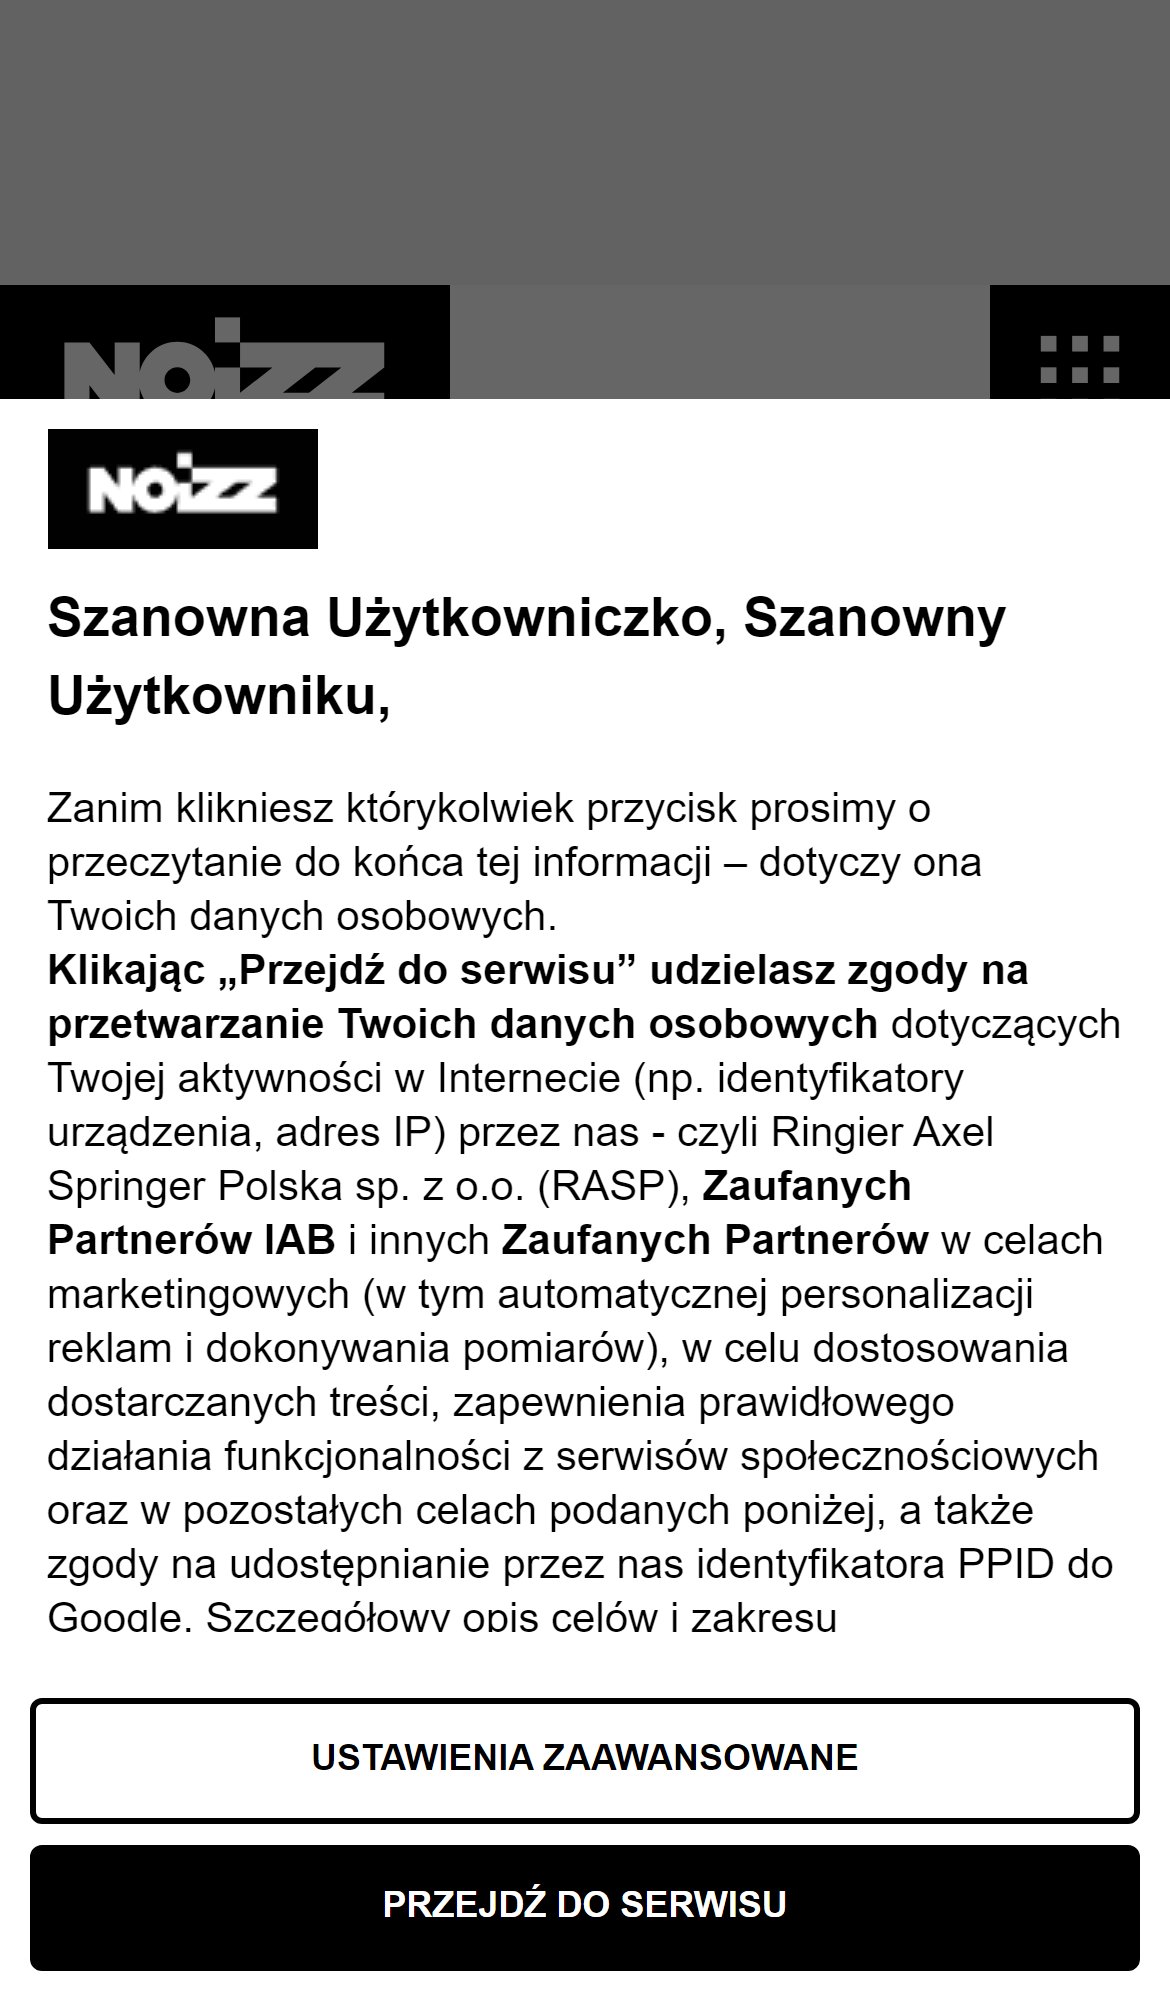 NOIZZ
NOIZZ
Szanowna Użytkowniczko, Szanowny
Użytkowniku,
Zanim klikniesz którykolwiek przycisk prosimy o
przeczytanie do końca tej informacji – dotyczy ona
Twoich danych osobowych.
Klikając „Przejdź do serwisu” udzielasz zgody na
przetwarzanie Twoich danych osobowych dotyczących
Twojej aktywności w Internecie (np. identyfikatory
urządzenia, adres IP) przez nas - czyli Ringier Axel
Springer Polska sp. z o.o. (RASP), Zaufanych
Partnerów IAB i innych Zaufanych Partnerów w celach
marketingowych (w tym automatycznej personalizacji
reklam i dokonywania pomiarów), w celu dostosowania
dostarczanych treści, zapewnienia prawidłowego
działania funkcjonalności z serwisów społecznościowych
oraz w pozostałych celach podanych poniżej, a także
zgody na udostępnianie przez nas identyfikatora PPID do
Google. Szczegółowy opis celów i zakresu
USTAWIENIA ZAAWANSOWANE
PRZEJDŹ DO SERWISU